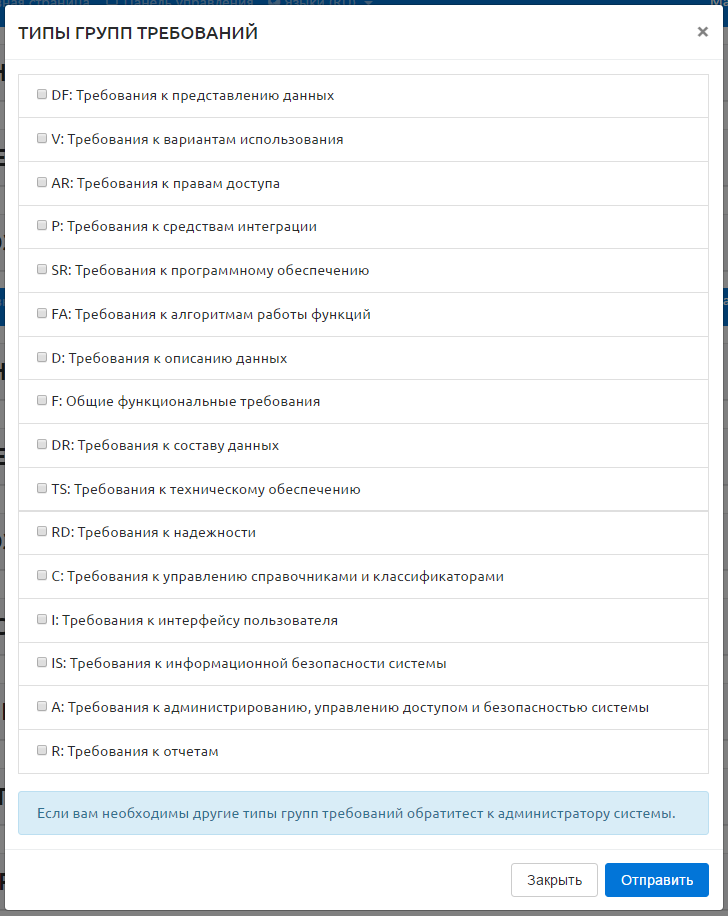 ТИПЫ ГРУПП ТРЕБОВАНИЙ ×
DF: Требования к представлению данных
V: Требования к вариантам использования
AR: Требования к правам доступа
P: Требования к средствам интеграции
SR: Требования к программному обеспечению
FA: Требования к алгоритмам работы функций
D: Требования к описанию данных
F: Общие функциональные требования
DR: Требования к составу данных
TS: Требования к техническому обеспечению
RD: Требования к надежности
C: Требования к управлению справочниками и классификаторами
I: Требования к интерфейсу пользователя
IS: Требования к информационной безопасности системы
A: Требования к администрированию, управлению доступом и безопасностью системы
R: Требования к отчетам
Если вам необходимы другие типы групп требований обратитест к администратору системы.
Закрыть Отправить